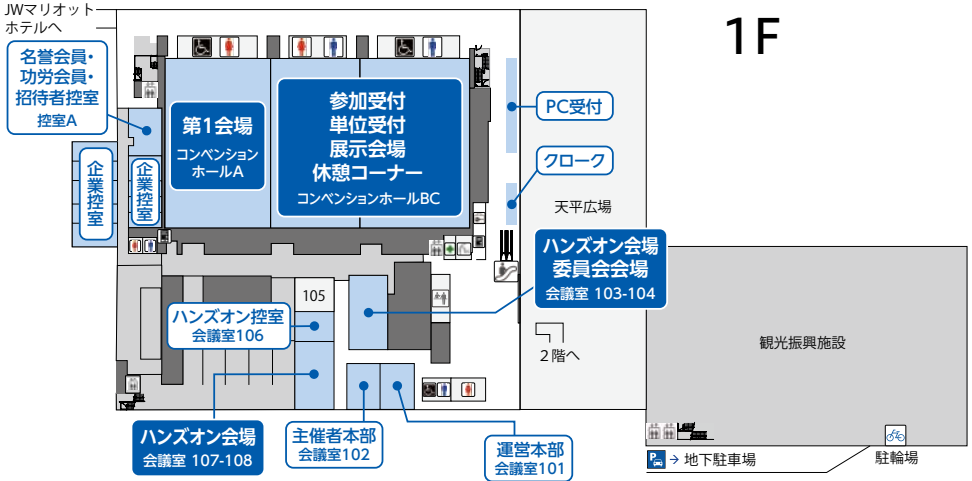 JWマリオット
ホテルへ
1F
名誉会員・
功労会員・
招待者控室
控室A
第1会場
コンベンション
ホールA
参加受付
単位受付
展示会場
休憩コーナー
コンベンションホールBC
PC受付
クローク
天平広場
企業控室
企業控室
ハンズオン会場
委員会会場
会議室 103-104
105
ハンズオン控室
会議室106
2階へ
観光振興施設
ハンズオン会場
会議室 107-108
主催者本部
会議室102
運営本部
会議室101
P
→ 地下駐車場
駐輪場